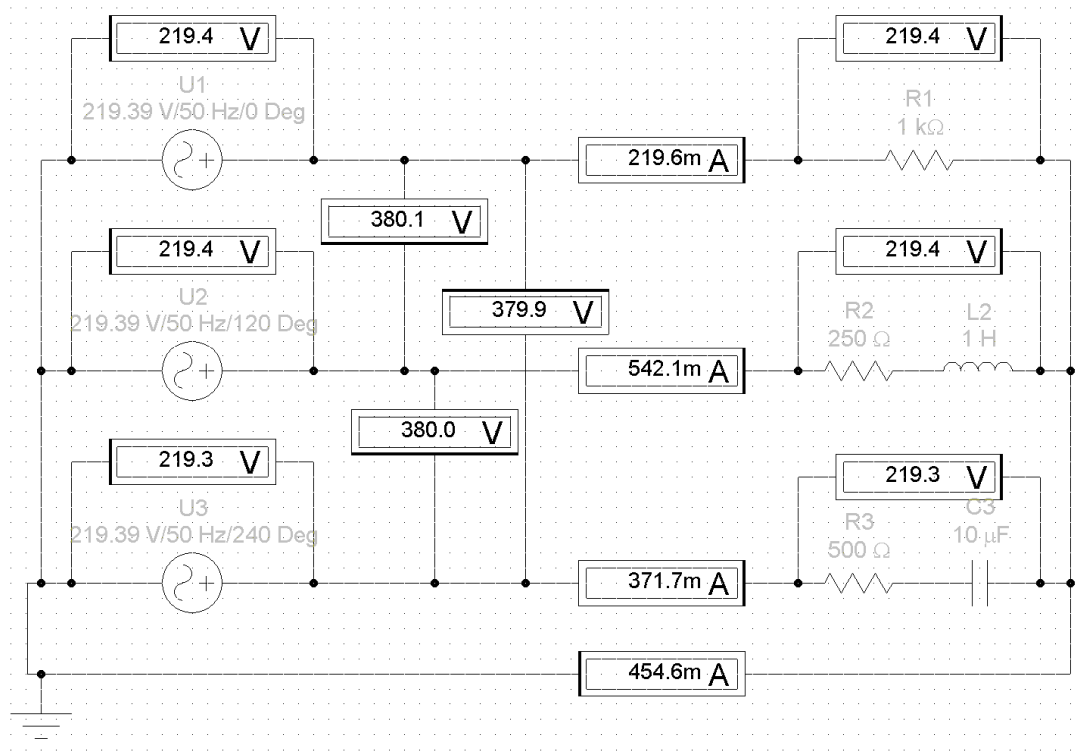 219.4 V
219.4 V
U1
219.39 V/50 Hz/0 Deg
R1
1 kΩ
219.6m A
380.1 V
219.4 V
219.4 V
U2
219.39 V/50 Hz/120 Deg
379.9 V
R2
250 Ω
L2
1 H
542.1m A
380.0 V
219.3 V
219.3 V
U3
219.39 V/50 Hz/240 Deg
R3
500 Ω
C3
10 µF
371.7m A
454.6m A